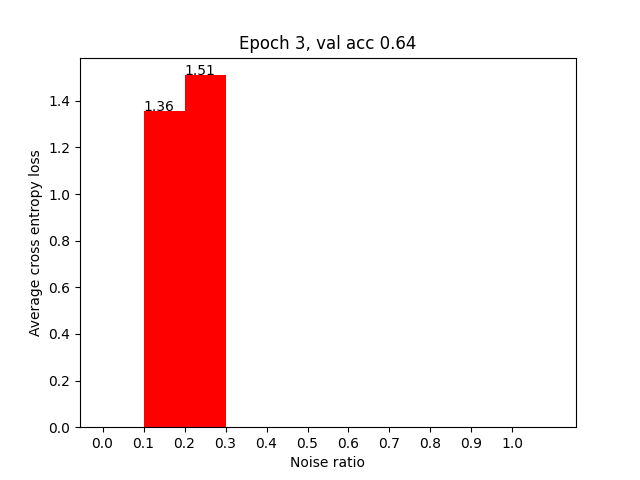 Epoch 3, val acc 0.64
Average cross entropy loss
1.4
1.2
1.0
0.8
0.6
0.4
0.2
0.0
1.36
1.51
0.0 0.1 0.2 0.3 0.4 0.5 0.6 0.7 0.8 0.9 1.0
Noise ratio